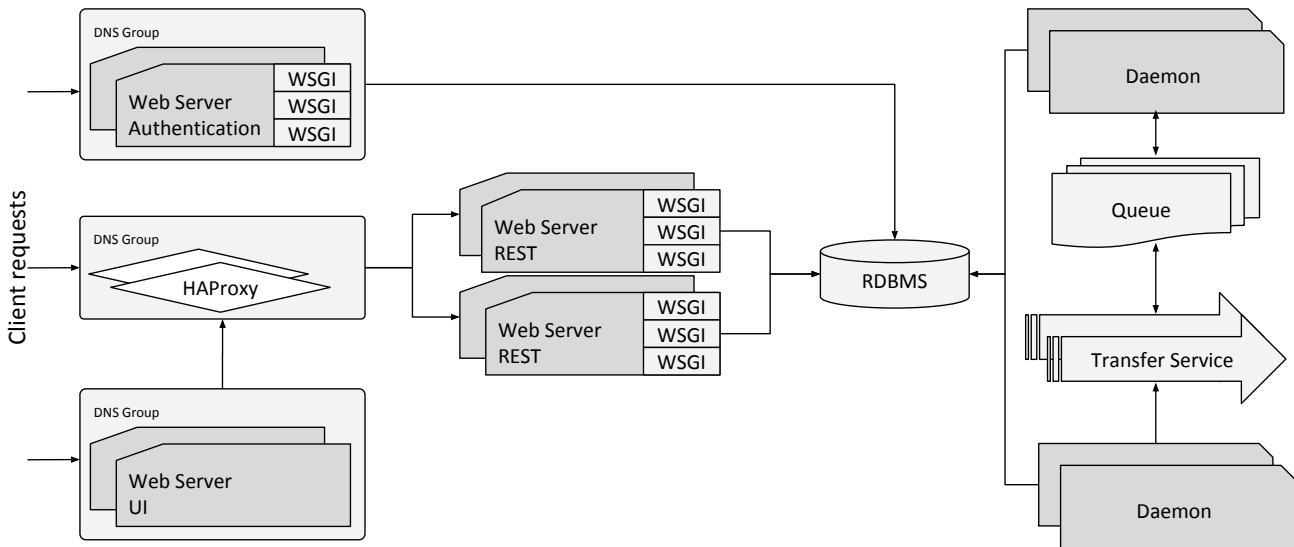 Client requests
DNS Group
Web Server
Authentication
WSGI
WSGI
WSGI
DNS Group
HAProxy
DNS Group
Web Server
UI
Web Server
REST
WSGI
WSGI
WSGI
Web Server
REST
WSGI
WSGI
WSGI
RDBMS
Daemon
Queue
Transfer Service
Daemon